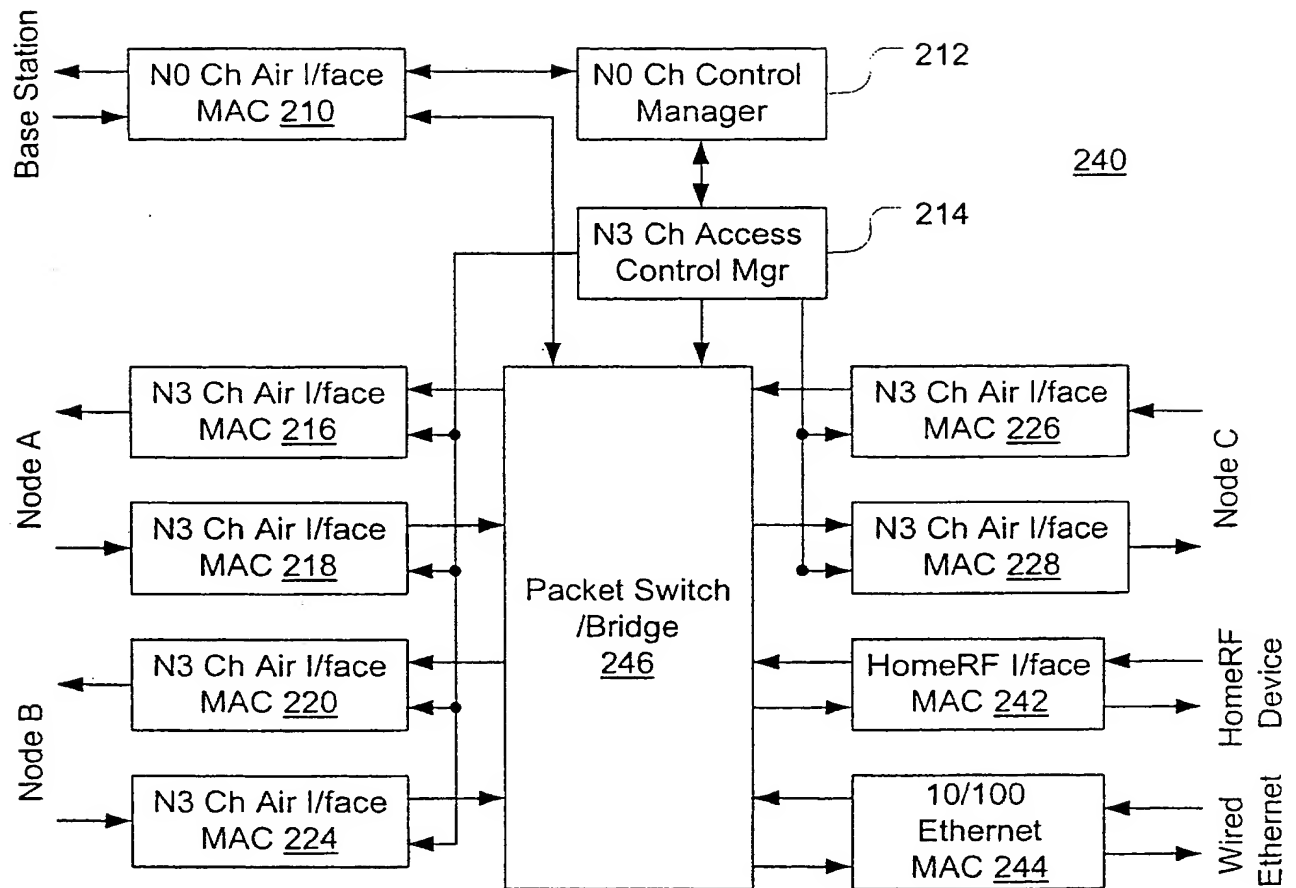 Base Station
N0 Ch Air I/face
MAC 210
N0 Ch Control
Manager
212
240
N3 Ch Access
Control Mgr
214
Node A
N3 Ch Air I/face
MAC 216
N3 Ch Air I/face
MAC 218
Node B
N3 Ch Air I/face
MAC 220
N3 Ch Air I/face
MAC 224
Packet Switch
/Bridge
246
N3 Ch Air I/face
MAC 226
N3 Ch Air I/face
MAC 228
Node C
HomeRF I/face
MAC 242
HomeRF
Device
10/100
Ethernet
MAC 244
Wired
Ethernet